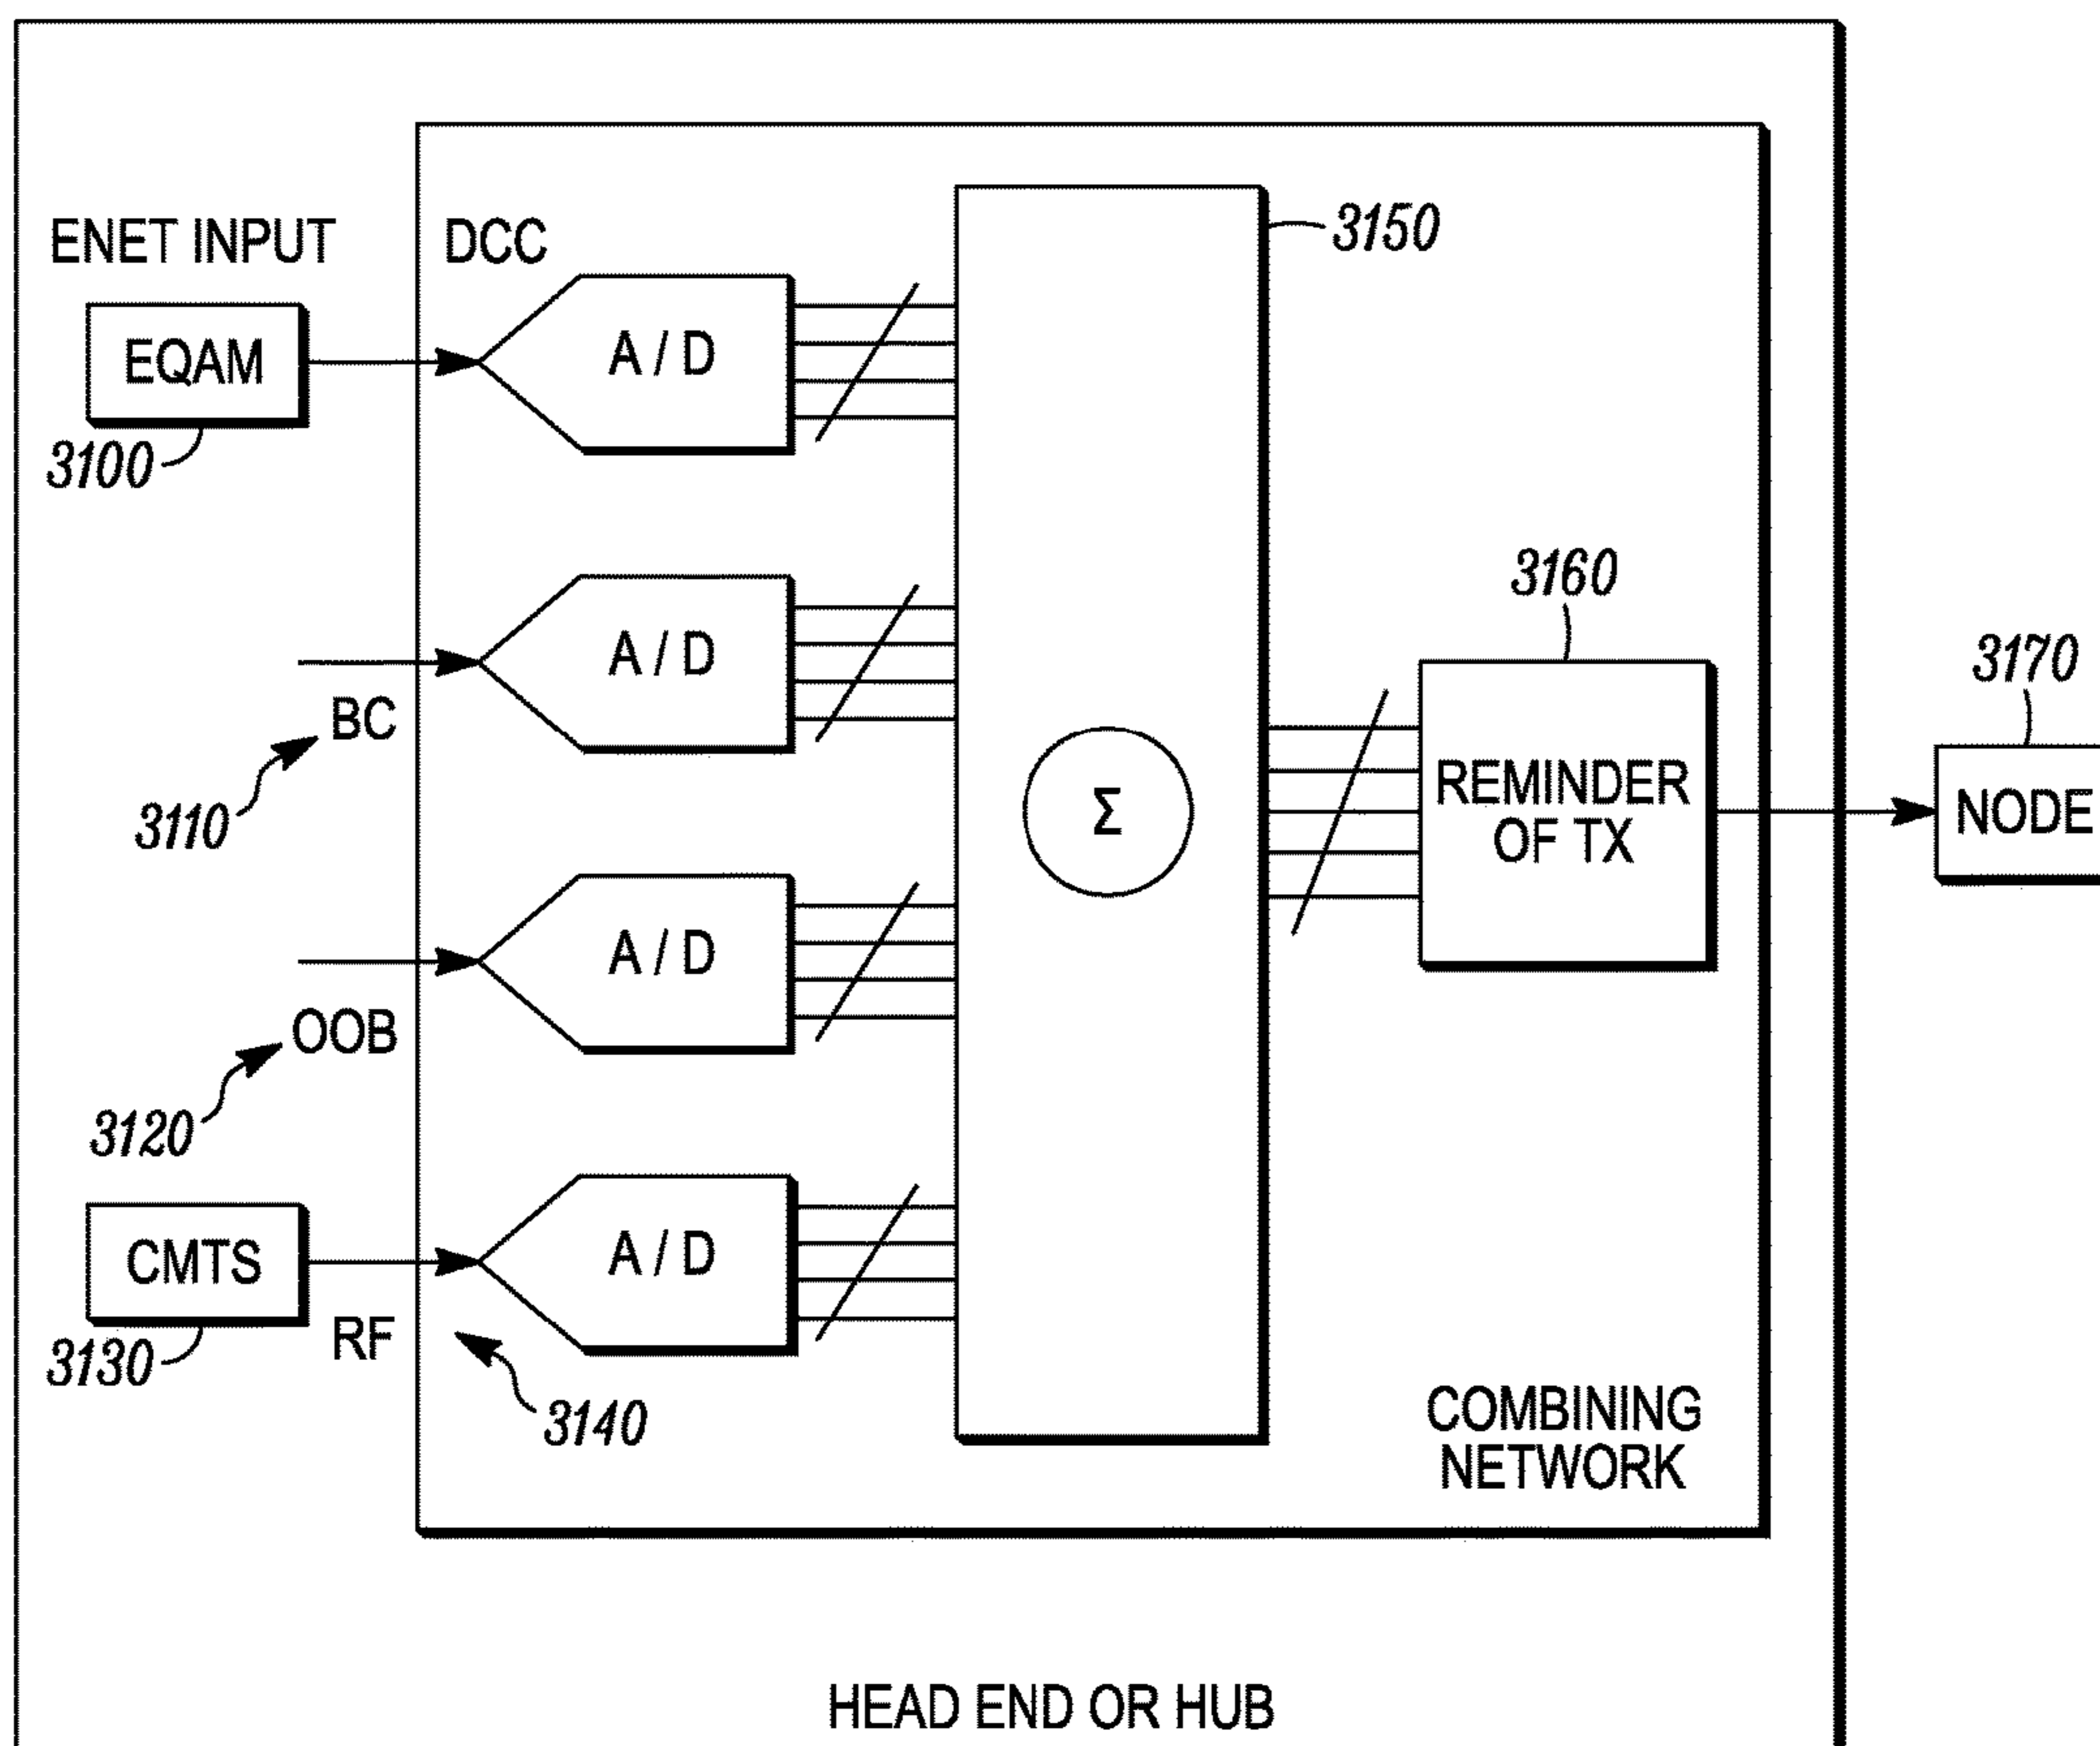 ENET INPUT
DCC
3150
EQAM
A / D
3100
3160
A / D
3170
BC
REMINDER
OF TX
NODE
3110
Σ
A / D
OOB
3120
A / D
CMTS
RF
3130
3140
COMBINING
NETWORK
HEAD END OR HUB